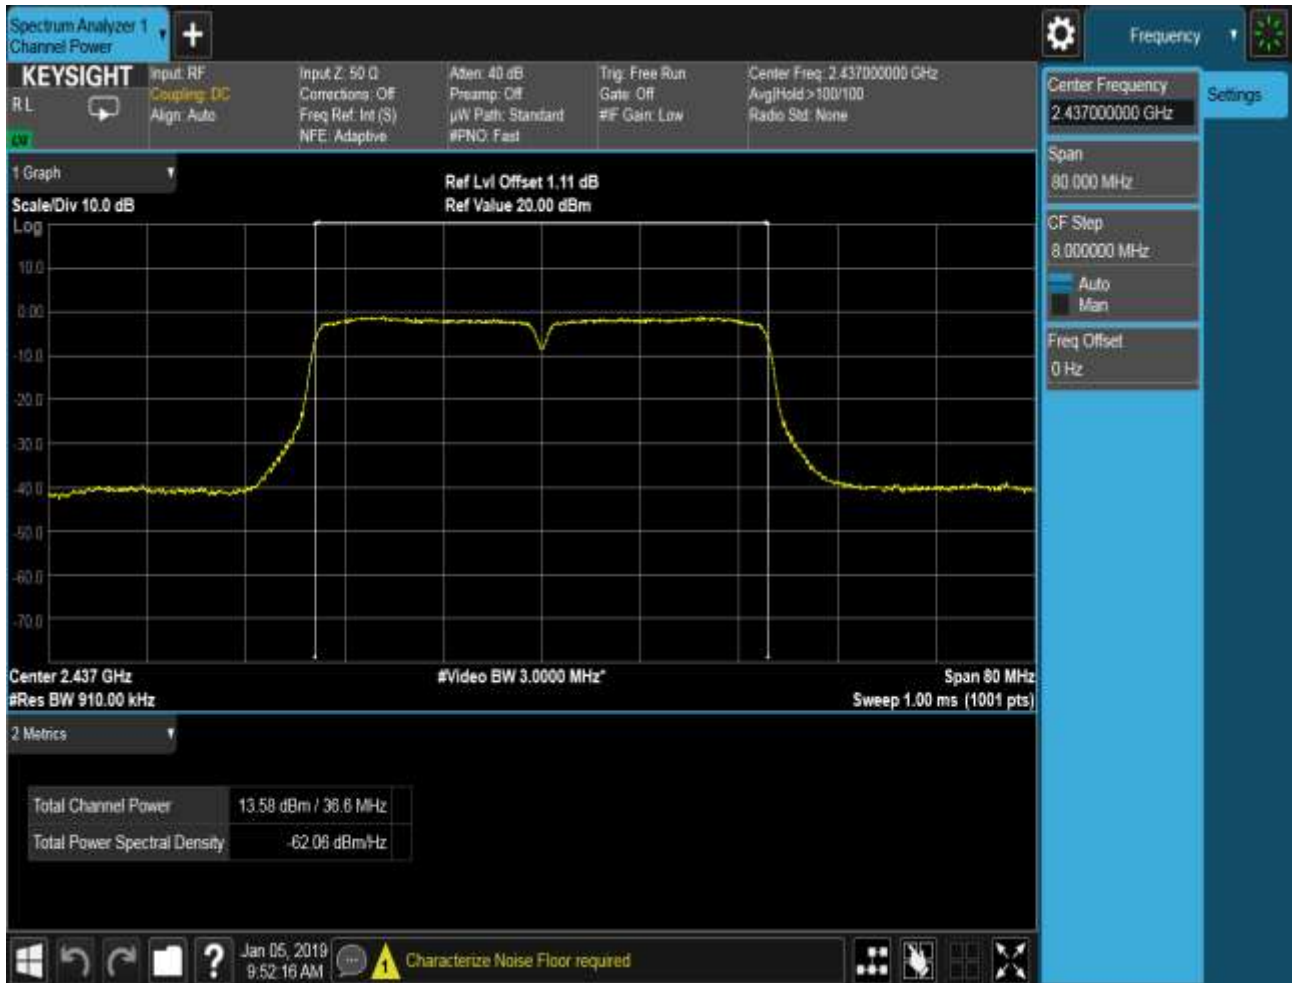 Spectrum Analyzer 1
Channel Power
Frequency
KEYSIGHT
RL
Input: RF
Coupling: DC
Align: Auto
Input Z: 50 Ω
Corrections: Off
Freq Ref: Int (S)
NFE: Adaptive
Atten: 40 dB
Preamp: Off
µW Path: Standard
#PNO: Fast
Trig: Free Run
Gate: Off
#IF Gain: Low
Center Freq: 2.437000000 GHz
Avg|Hold:>100/100
Radio Std: None
Center Frequency
2.437000000 GHz
Settings
Span
80.000 MHz
CF Step
8.000000 MHz
Auto
Man
Freq Offset
0 Hz
1 Graph
Scale/Div 10.0 dB
Ref Lvl Offset 1.11 dB
Ref Value 20.00 dBm
Log
10.0
0.00
-10.0
-20.0
-30.0
-40.0
-50.0
-60.0
-70.0
Center 2.437 GHz
#Res BW 910.00 kHz
#Video BW 3.0000 MHz*
Span 80 MHz
Sweep 1.00 ms (1001 pts)
2 Metrics
Total Channel Power 13.58 dBm / 36.6 MHz
Total Power Spectral Density -62.06 dBm/Hz
?
Jan 05, 2019
9:52:16 AM
1
Characterize Noise Floor required